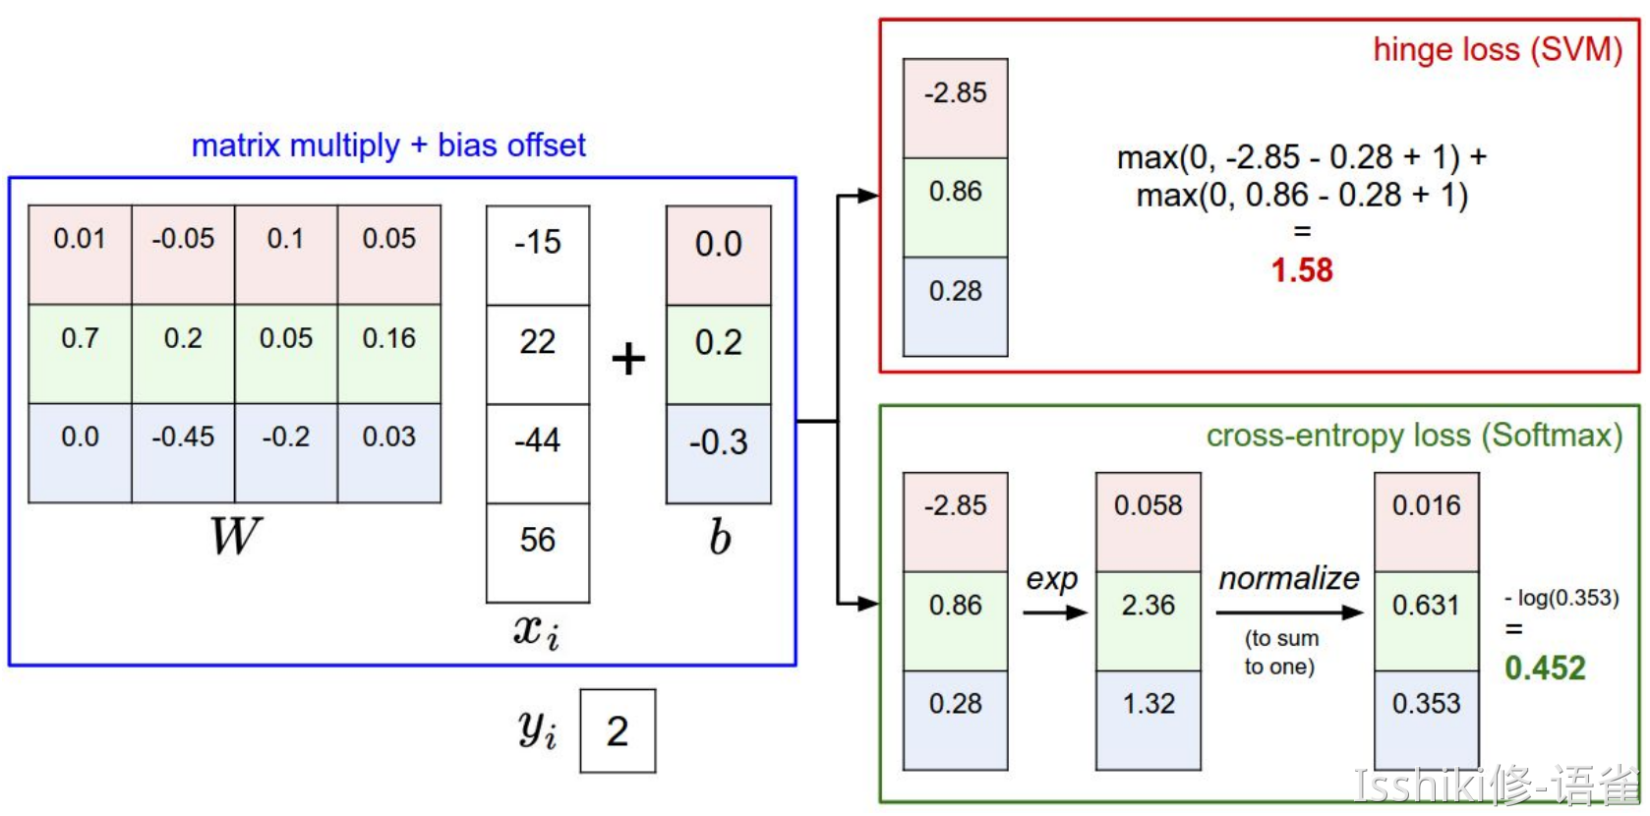 matrix multiply + bias offset
0.01 -0.05 0.1 0.05
0.7 0.2 0.05 0.16
0.0 -0.45 -0.2 0.03
W
-15
22
-44
56
x_i
+
0.0
0.2
-0.3
b
y_i 2
hinge loss (SVM)
-2.85
0.86
0.28
max(0, -2.85 - 0.28 + 1) +
max(0, 0.86 - 0.28 + 1)
=
1.58
cross-entropy loss (Softmax)
-2.85
0.86
0.28
exp
0.058
2.36
1.32
normalize
(to sum
to one)
0.016
0.631
0.353
- log(0.353)
=
0.452
Isshiki修-语雀